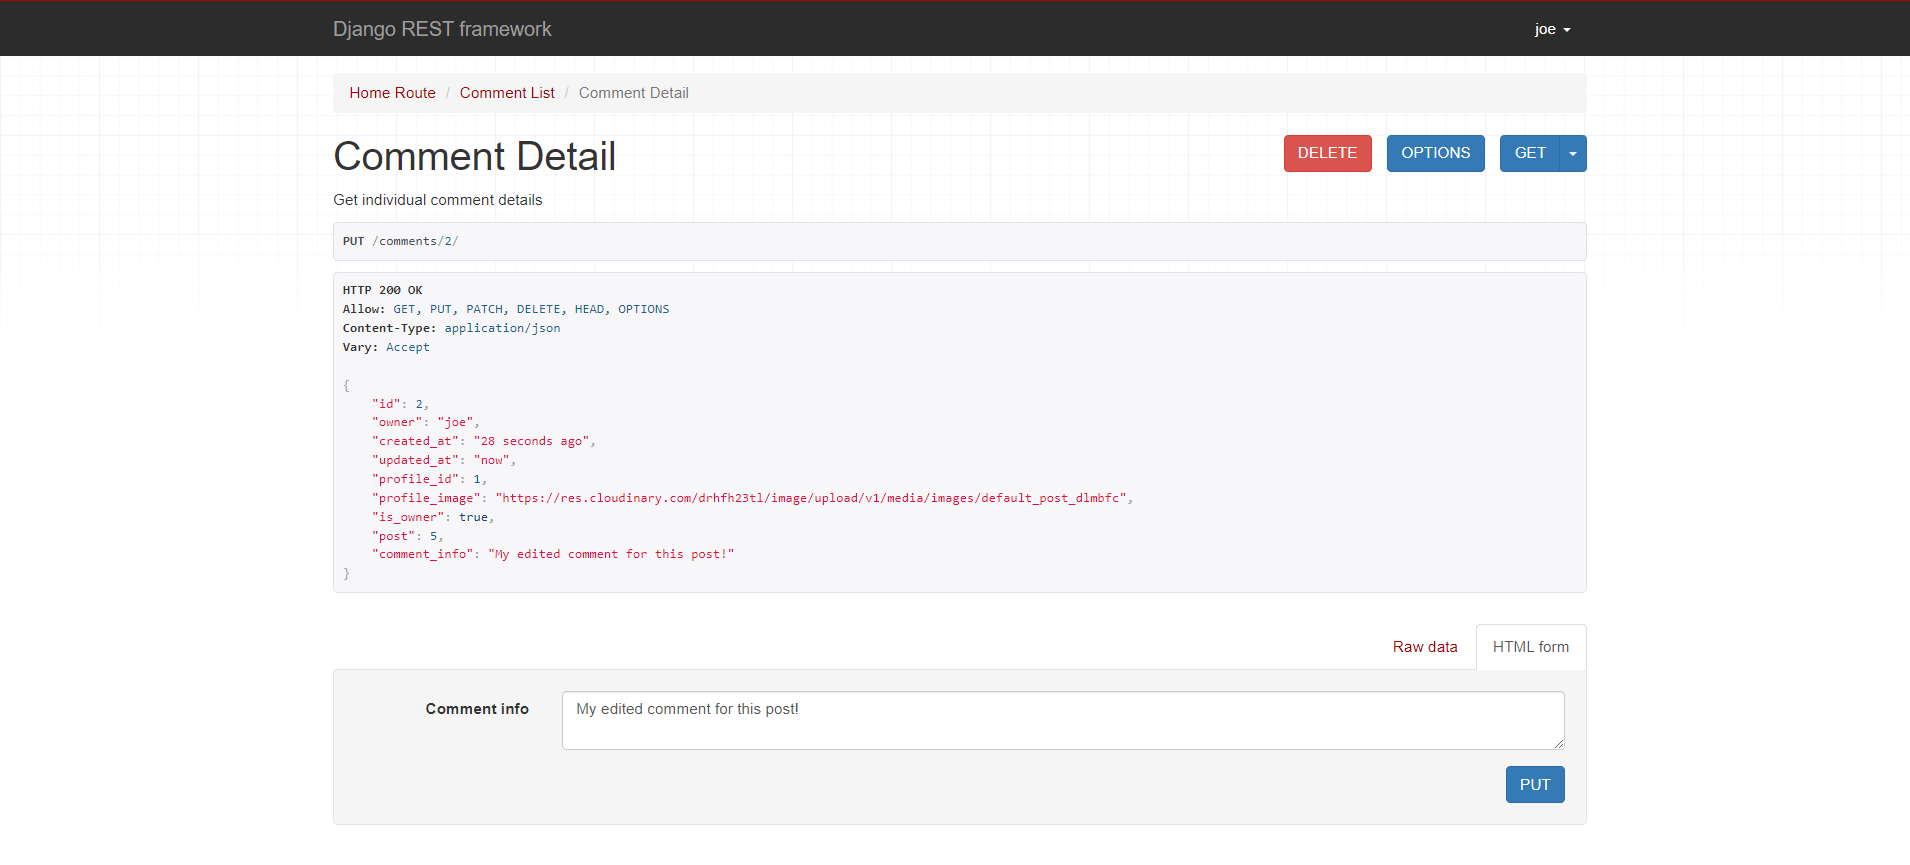 Django REST framework
joe
Home Route / Comment List / Comment Detail
Comment Detail
DELETE
OPTIONS
GET
Get individual comment details
PUT /comments/2/
HTTP 200 OK
Allow: GET, PUT, PATCH, DELETE, HEAD, OPTIONS
Content-Type: application/json
Vary: Accept
{
"id": 2,
"owner": "joe",
"created_at": "28 seconds ago",
"updated_at": "now",
"profile_id": 1,
"profile_image": "https://res.cloudinary.com/drhfh23tl/image/upload/v1/media/images/default_post_dlmbfc",
"is_owner": true,
"post": 5,
"comment_info": "My edited comment for this post!"
}
Raw data
HTML form
Comment info
My edited comment for this post!
PUT